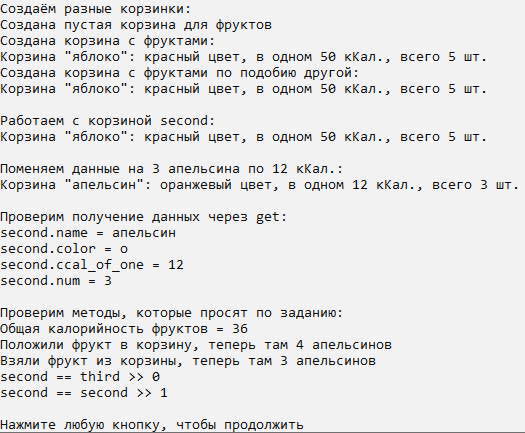 Создаём разные корзинки:
Создана пустая корзина для фруктов
Создана корзина с фруктами:
Корзина "яблоко": красный цвет, в одном 50 кКал., всего 5 шт.
Создана корзина с фруктами по подобию другой:
Корзина "яблоко": красный цвет, в одном 50 кКал., всего 5 шт.
Работаем с корзиной second:
Корзина "яблоко": красный цвет, в одном 50 кКал., всего 5 шт.
Поменяем данные на 3 апельсина по 12 кКал.:
Корзина "апельсин": оранжевый цвет, в одном 12 кКал., всего 3 шт.
Проверим получение данных через get:
second.name = апельсин
second.color = о
second.ccal_of_one = 12
second.num = 3
Проверим методы, которые просят по заданию:
Общая калорийность фруктов = 36
Положили фрукт в корзину, теперь там 4 апельсинов
Взяли фрукт из корзины, теперь там 3 апельсинов
second == third >> 0
second == second >> 1
Нажмите любую кнопку, чтобы продолжить